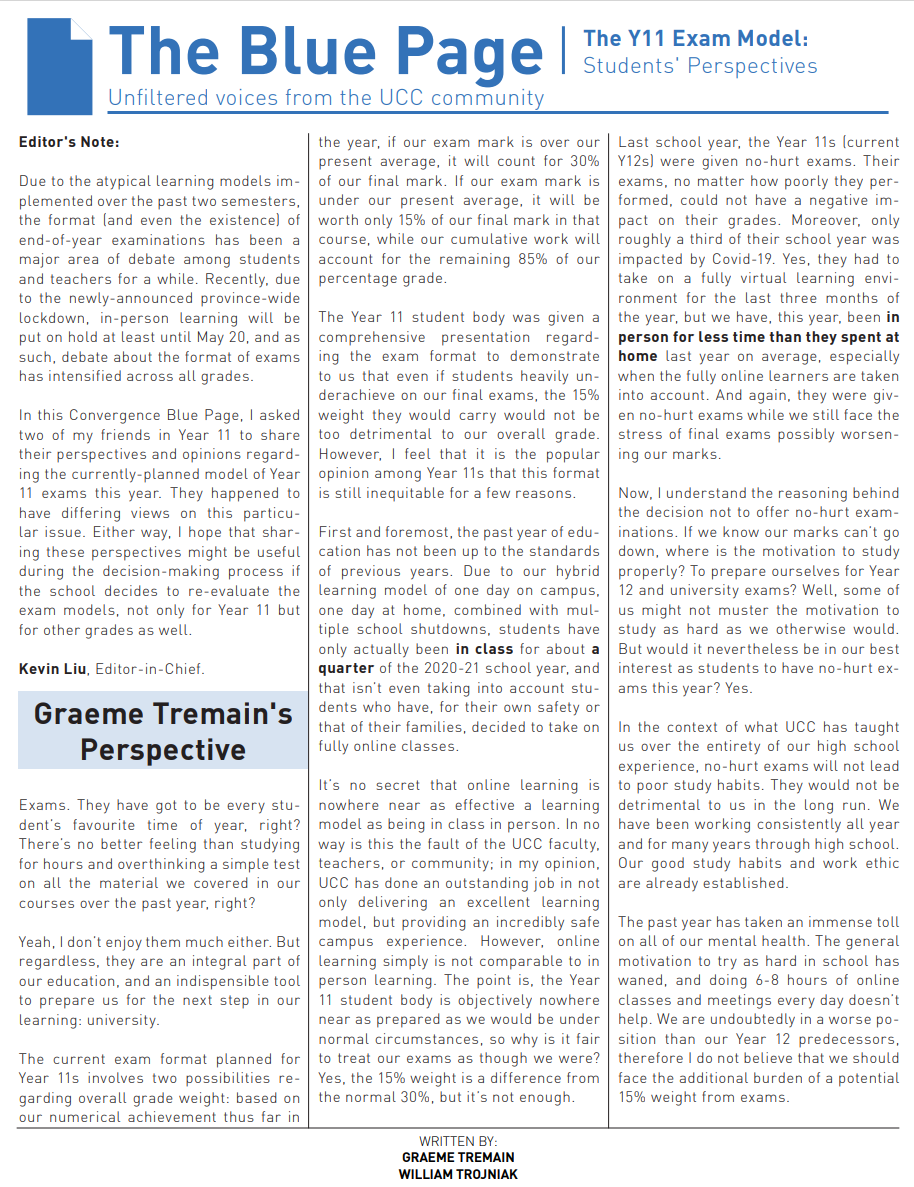 The Blue Page
Unfiltered voices from the UCC community
The Y11 Exam Model:
Students' Perspectives
Editor's Note:
Due to the atypical learning models im-
plemented over the past two semesters,
the format (and even the existence) of
end-of-year examinations has been a
major area of debate among students
and teachers for a while. Recently, due
to the newly-announced province-wide
lockdown, in-person learning will be
put on hold at least until May 20, and as
such, debate about the format of exams
has intensified across all grades.
In this Convergence Blue Page, I asked
two of my friends in Year 11 to share
their perspectives and opinions regard-
ing the currently-planned model of Year
11 exams this year. They happened to
have differing views on this particu-
lar issue. Either way, I hope that shar-
ing these perspectives might be useful
during the decision-making process if
the school decides to re-evaluate the
exam models, not only for Year 11 but
for other grades as well.
Kevin Liu, Editor-in-Chief.
Graeme Tremain's
Perspective
Exams. They have got to be every stu-
dent's favourite time of year, right?
There's no better feeling than studying
for hours and overthinking a simple test
on all the material we covered in our
courses over the past year, right?
Yeah, I don't enjoy them much either. But
regardless, they are an integral part of
our education, and an indispensible tool
to prepare us for the next step in our
learning: university.
The current exam format planned for
Year 11s involves two possibilities re-
garding overall grade weight: based on
our numerical achievement thus far in
the year, if our exam mark is over our
present average, it will count for 30%
of our final mark. If our exam mark is
under our present average, it will be
worth only 15% of our final mark in that
course, while our cumulative work will
account for the remaining 85% of our
percentage grade.
The Year 11 student body was given a
comprehensive presentation regard-
ing the exam format to demonstrate
to us that even if students heavily un-
derachieve on our final exams, the 15%
weight they would carry would not be
too detrimental to our overall grade.
However, I feel that it is the popular
opinion among Year 11s that this format
is still inequitable for a few reasons.
First and foremost, the past year of edu-
cation has not been up to the standards
of previous years. Due to our hybrid
learning model of one day on campus,
one day at home, combined with mul-
tiple school shutdowns, students have
only actually been in class for about a
quarter of the 2020-21 school year, and
that isn't even taking into account stu-
dents who have, for their own safety or
that of their families, decided to take on
fully online classes.
It's no secret that online learning is
nowhere near as effective a learning
model as being in class in person. In no
way is this the fault of the UCC faculty,
teachers, or community; in my opinion,
UCC has done an outstanding job in not
only delivering an excellent learning
model, but providing an incredibly safe
campus experience. However, online
learning simply is not comparable to in
person learning. The point is, the Year
11 student body is objectively nowhere
near as prepared as we would be under
normal circumstances, so why is it fair
to treat our exams as though we were?
Yes, the 15% weight is a difference from
the normal 30%, but it's not enough.
Last school year, the Year 11s (current
Y12s) were given no-hurt exams. Their
exams, no matter how poorly they per-
formed, could not have a negative im-
pact on their grades. Moreover, only
roughly a third of their school year was
impacted by Covid-19. Yes, they had to
take on a fully virtual learning envi-
ronment for the last three months of
the year, but we have, this year, been in
person for less time than they spent at
home last year on average, especially
when the fully online learners are taken
into account. And again, they were giv-
en no-hurt exams while we still face the
stress of final exams possibly worsen-
ing our marks.
Now, I understand the reasoning behind
the decision not to offer no-hurt exam-
inations. If we know our marks can't go
down, where is the motivation to study
properly? To prepare ourselves for Year
12 and university exams? Well, some of
us might not muster the motivation to
study as hard as we otherwise would.
But would it nevertheless be in our best
interest as students to have no-hurt ex-
ams this year? Yes.
In the context of what UCC has taught
us over the entirety of our high school
experience, no-hurt exams will not lead
to poor study habits. They would not be
detrimental to us in the long run. We
have been working consistently all year
and for many years through high school.
Our good study habits and work ethic
are already established.
The past year has taken an immense toll
on all of our mental health. The general
motivation to try as hard in school has
waned, and doing 6-8 hours of online
classes and meetings every day doesn't
help. We are undoubtedly in a worse po-
sition than our Year 12 predecessors,
therefore I do not believe that we should
face the additional burden of a potential
15% weight from exams.
WRITTEN BY:
GRAEME TREMAIN
WILLIAM TROJNIAK